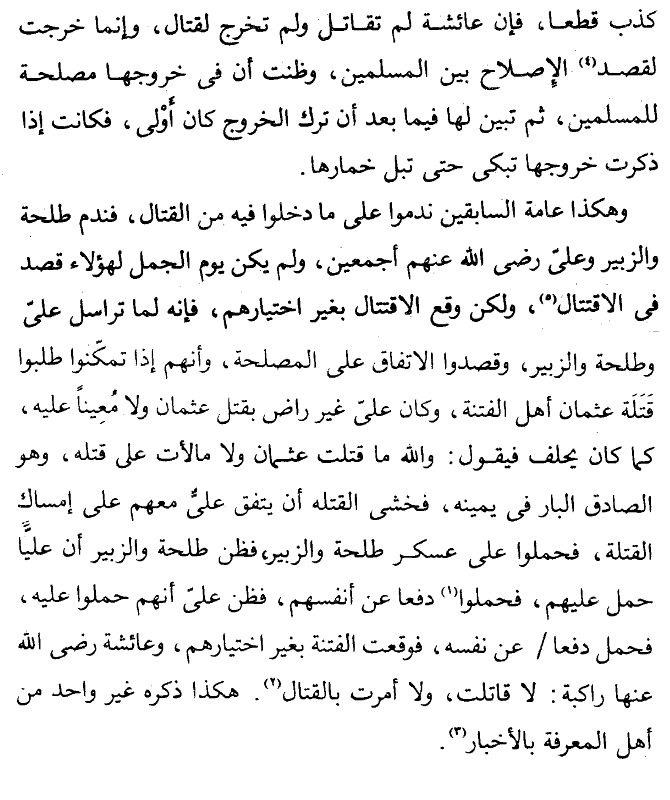 كذب قطعا، فإن عائشة لم تقاتل ولم تخرج لقتال، وإنما خرجت
لقصد(٤) الإصلاح بين المسلمين، وظنت أن فى خروجها مصلحة
للمسلمين، ثم تبين لها فيما بعد أن ترك الخروج كان أَوْلى، فكانت إذا
ذكرت خروجها تبكى حتى تبل خمارها.
وهكذا عامة السابقين ندموا على ما دخلوا فيه من القتال، فندم طلحة
والزبير وعلىّ رضى الله عنهم أجمعين، ولم يكن يوم الجمل لهؤلاء قصد
فى الاقتتال(٥)، ولكن وقع الاقتتال بغير اختيارهم، فإنه لما تراسل علىّ
وطلحة والزبير، وقصدوا الاتفاق على المصلحة، وأنهم إذا تمكّنوا طلبوا
قَتَلَة عثمان أهل الفتنة، وكان علىّ غير راض بقتل عثمان ولا مُعِيناً عليه،
كما كان يحلف فيقول: والله ما قتلت عثمان ولا مالأت على قتله، وهو
الصادق البار فى يمينه، فخشى القتله أن يتفق علىٌّ معهم على إمساك
القتلة، فحملوا على عسكر طلحة والزبير،فظن طلحة والزبير أن عليًّا
حمل عليهم، فحملوا(١) دفعا عن أنفسهم، فظن علىّ أنهم حملوا عليه،
فحمل دفعا / عن نفسه، فوقعت الفتنة بغير اختيارهم، وعائشة رضى الله
عنها راكبة: لا قاتلت، ولا أمرت بالقتال(٢). هكذا ذكره غير واحد من
أهل المعرفة بالأخبار(٣).